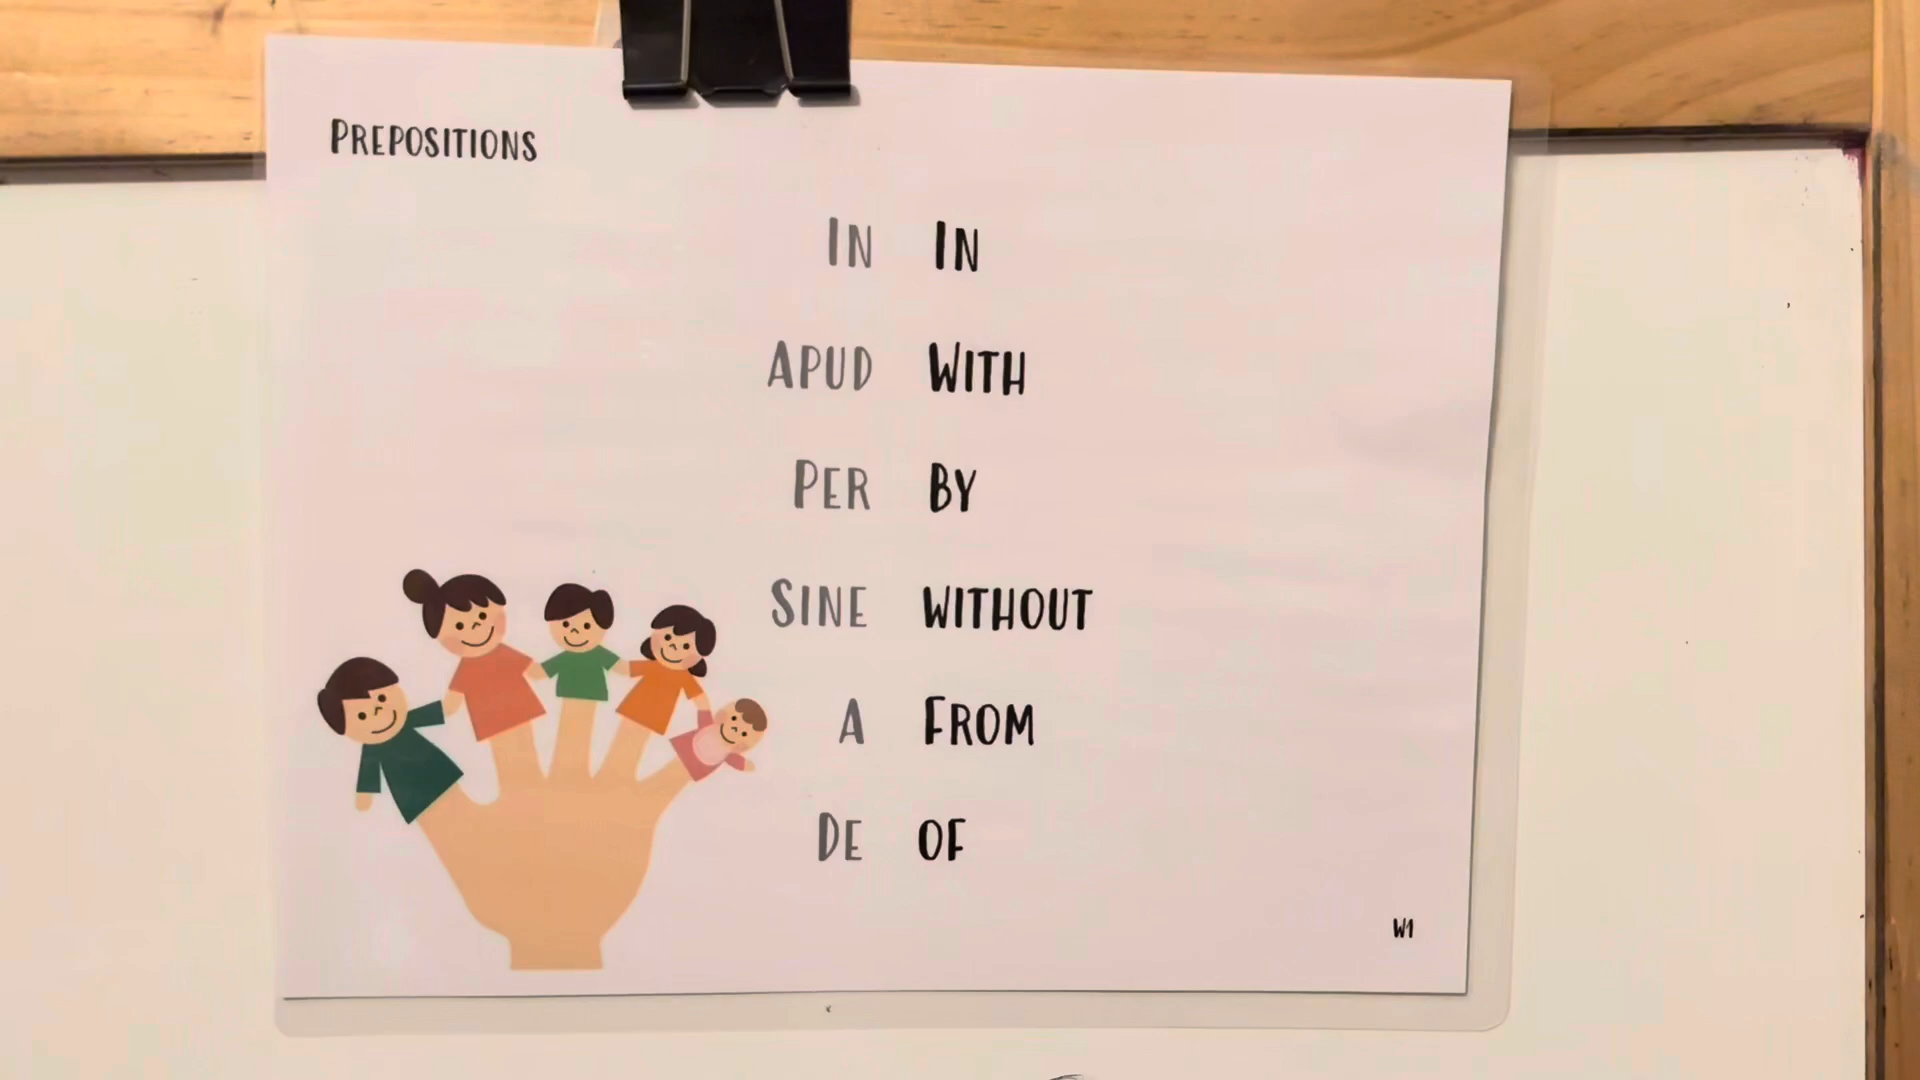 PREPOSITIONS
IN IN
APUD WITH
PER BY
SINE WITHOUT
A FROM
DE OF
W1